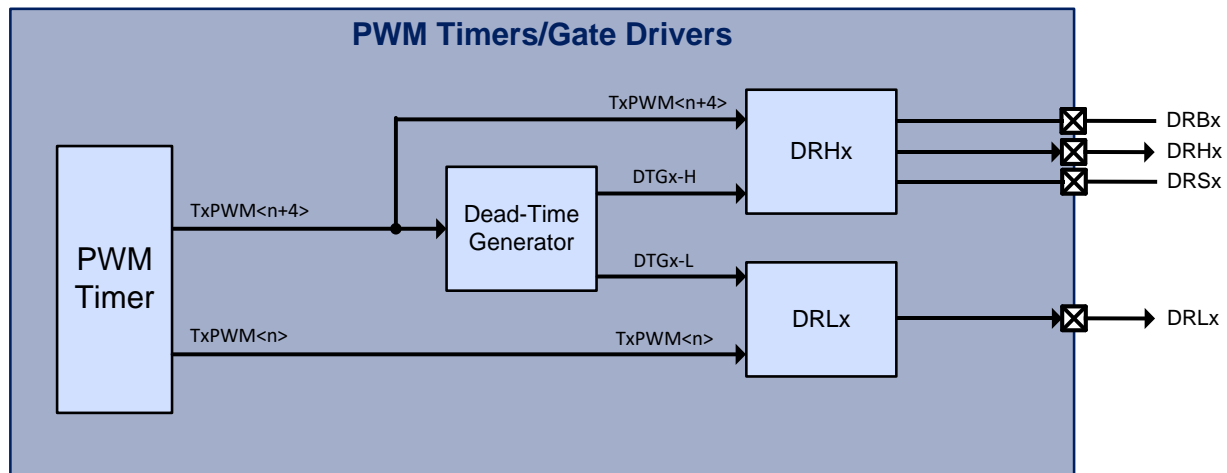 PWM Timers/Gate Drivers
TxPWM<n+4>
DRHx
DRBx
DRHx
DRSx
DTGx-H
TxPWM<n+4>
Dead-Time
Generator
PWM
Timer
DTGx-L
DRLx
DRLx
TxPWM<n>
TxPWM<n>